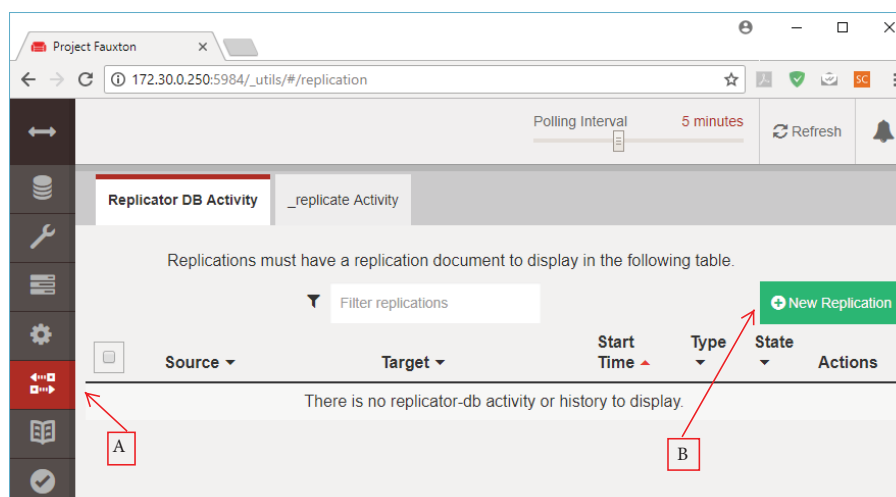 Project Fauxton
172.30.0.250:5984/_utils/#/replication
SC
Polling Interval 5 minutes
Refresh
Replicator DB Activity _replicate Activity
Replications must have a replication document to display in the following table.
Filter replications
New Replication
Source Target Start Time Type State Actions
There is no replicator-db activity or history to display.
A
B